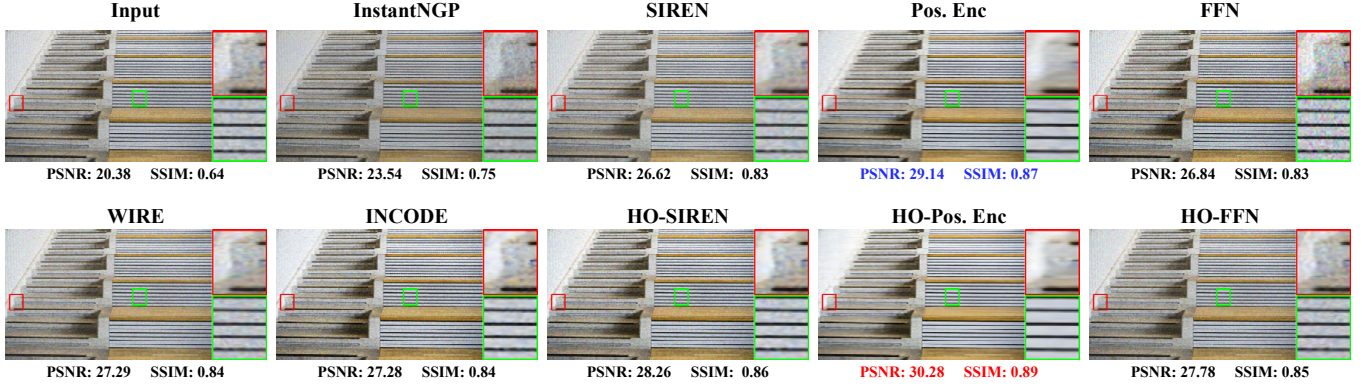 Input InstantNGP SIREN Pos. Enc FFN
PSNR: 20.38 SSIM: 0.64 PSNR: 23.54 SSIM: 0.75 PSNR: 26.62 SSIM: 0.83 PSNR: 29.14 SSIM: 0.87 PSNR: 26.84 SSIM: 0.83
WIRE INCODE HO-SIREN HO-Pos. Enc HO-FFN
PSNR: 27.29 SSIM: 0.84 PSNR: 27.28 SSIM: 0.84 PSNR: 28.26 SSIM: 0.86 PSNR: 30.28 SSIM: 0.89 PSNR: 27.78 SSIM: 0.85